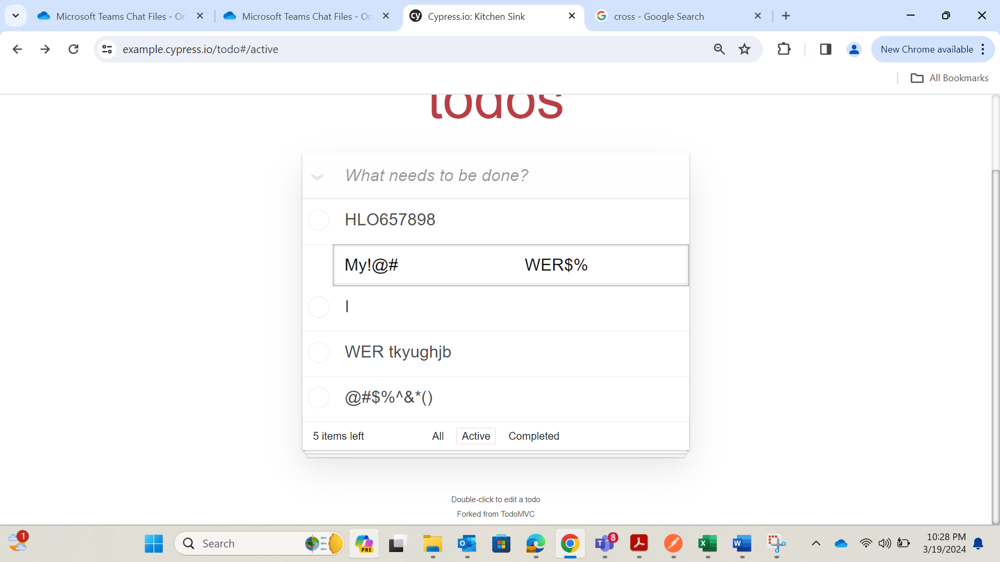 Microsoft Teams Chat Files - On
Microsoft Teams Chat Files - On
cy Cypress.io: Kitchen Sink
G cross - Google Search
example.cypress.io/todo#/active
New Chrome available
All Bookmarks
todos
What needs to be done?
HLO657898
My!@# WER$%
I
WER tkyughjb
@#$%^&*()
5 items left All Active Completed
Double-click to edit a todo
Forked from TodoMVC
1
Search
PRE
8
10:28 PM
3/19/2024